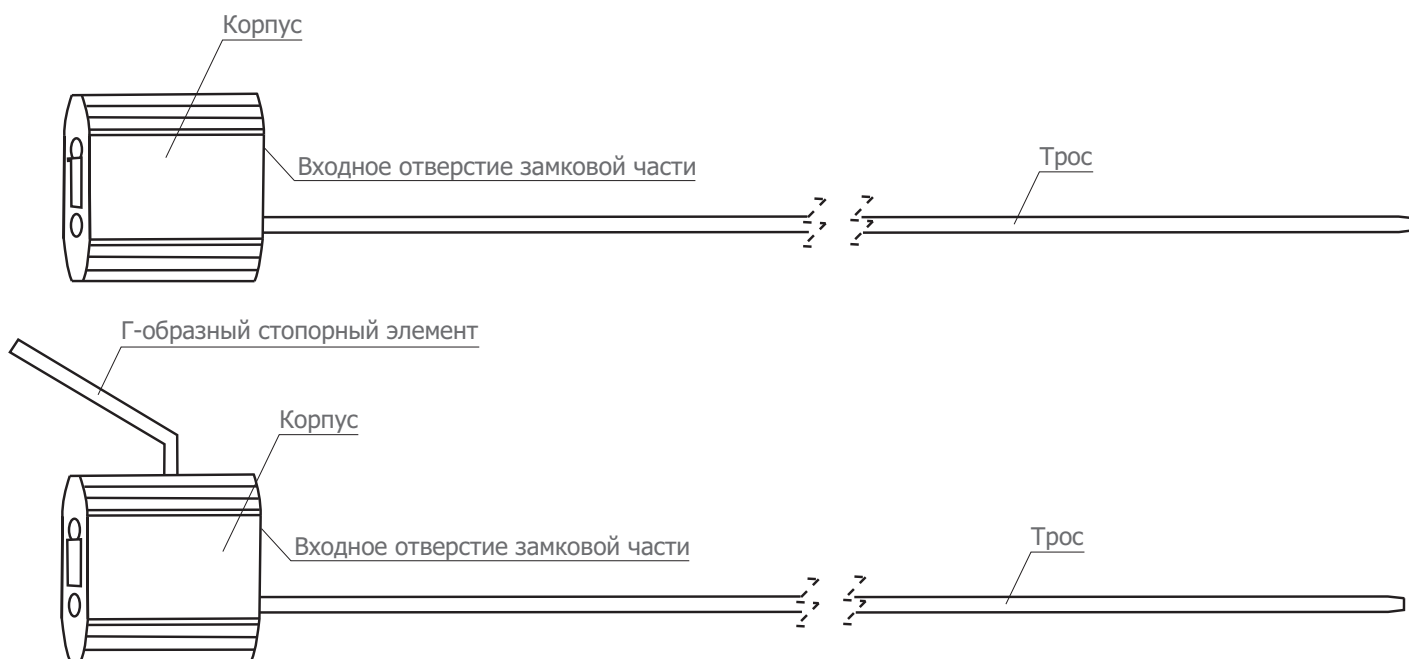 Корпус
Входное отверстие замковой части
Трос
Г-образный стопорный элемент
Корпус
Входное отверстие замковой части
Трос